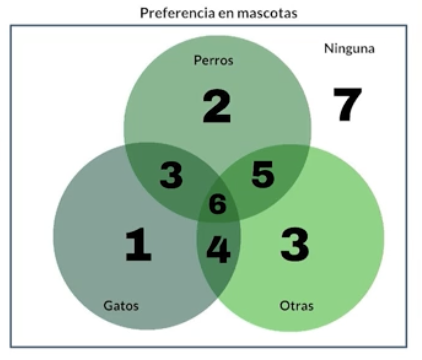 Preferencia en mascotas
Ninguna
Perros
2
7
3
5
6
1
4
3
Gatos
Otras